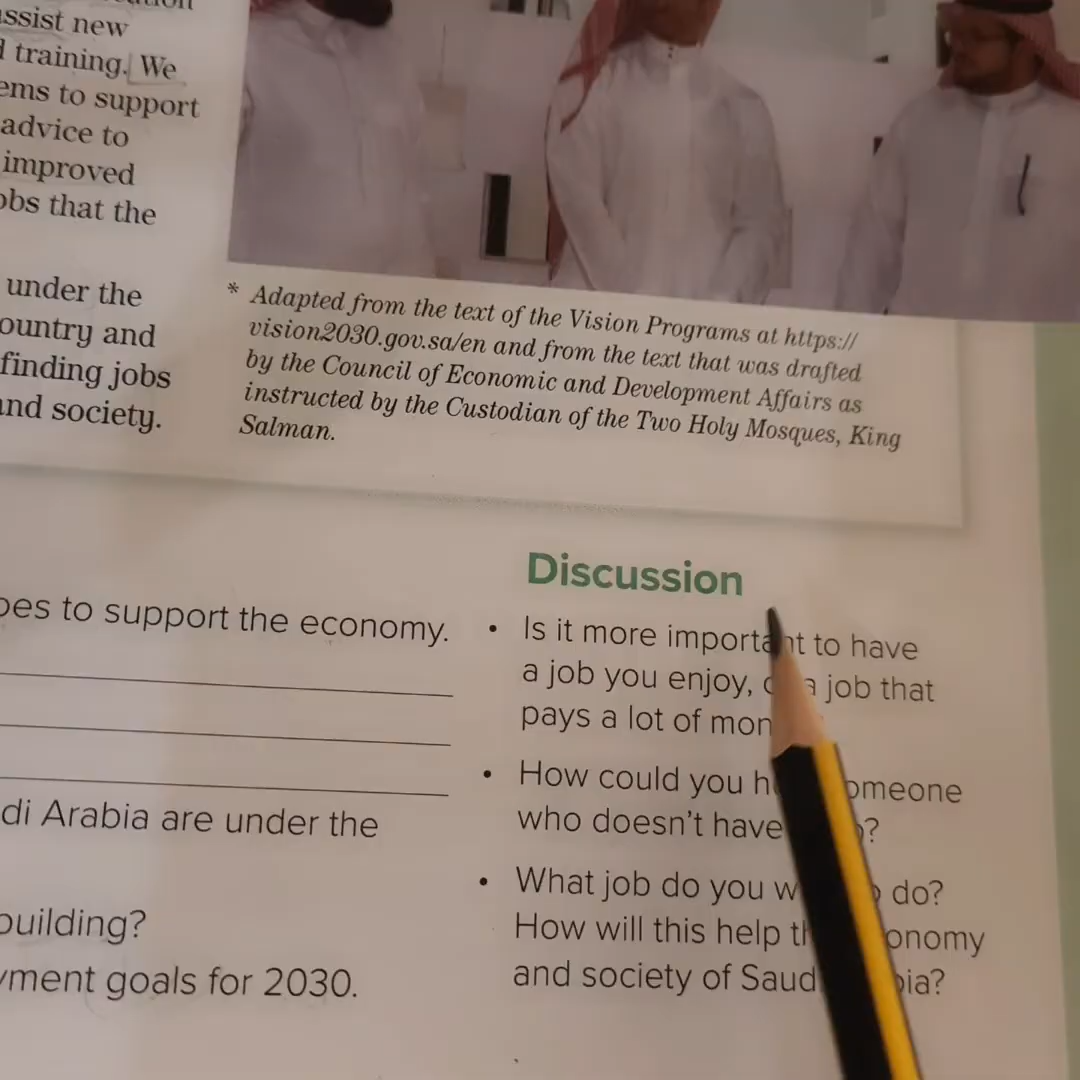 ssist new
training. We
ems to support
advice to
improved
obs that the
under the
ountry and
finding jobs
and society.
* Adapted from the text of the Vision Programs at https://
vision2030.gov.sa/en and from the text that was drafted
by the Council of Economic and Development Affairs as
instructed by the Custodian of the Two Holy Mosques, King
Salman.
oes to support the economy.
di Arabia are under the
building?
yment goals for 2030.
Discussion
• Is it more important to have
a job you enjoy, a job that
pays a lot of mon
• How could you h omeone
who doesn't have ?
• What job do you w do?
How will this help th onomy
and society of Saud bia?